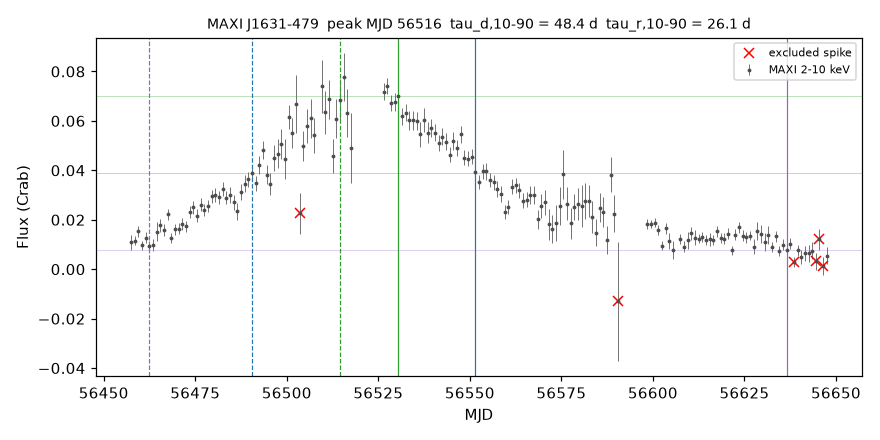 MAXI J1631-479  peak MJD 56516  tau_d,10-90 = 48.4 d  tau_r,10-90 = 26.1 d
excluded spike
MAXI 2-10 keV
Flux (Crab)
0.08
0.06
0.04
0.02
0.00
−0.02
−0.04
56450 56475 56500 56525 56550 56575 56600 56625 56650
MJD